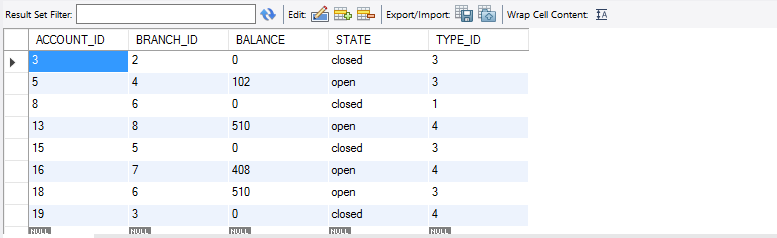 Result Set Filter: Edit: Export/Import: Wrap Cell Content: IA
ACCOUNT_ID BRANCH_ID BALANCE STATE TYPE_ID
3 2 0 closed 3
5 4 102 open 3
8 6 0 closed 1
13 8 510 open 4
15 5 0 closed 3
16 7 408 open 4
18 6 510 open 3
19 3 0 closed 4
NULL NULL NULL NULL NULL